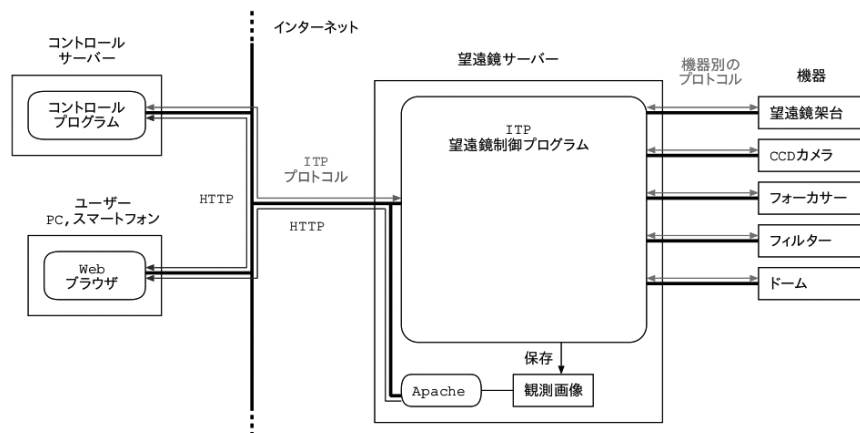 インターネット
コントロール
サーバー
コントロール
プログラム
HTTP
ユーザー
PC,スマートフォン
Web
ブラウザ
ITP
プロトコル
HTTP
望遠鏡サーバー
ITP
望遠鏡制御プログラム
保存
Apache
観測画像
機器別の
プロトコル
機器
望遠鏡架台
CCDカメラ
フォーカサー
フィルター
ドーム